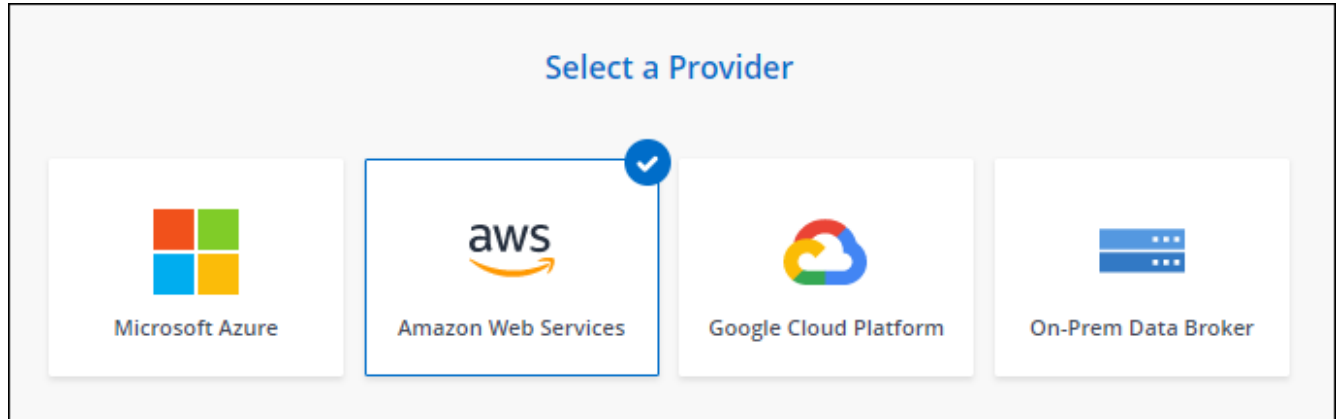 Select a Provider
aws
Microsoft Azure
Amazon Web Services
Google Cloud Platform
On-Prem Data Broker